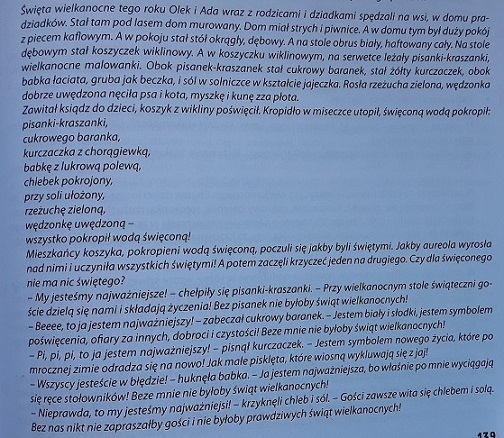 Święta wielkanocne tego roku Olek i Ada wraz z rodzicami i dziadkami spędzali na wsi, w domu pra-
dziadków. Stał tam pod lasem dom murowany. Dom miał strych i piwnice. A w domu tym był duży pokój
z piecem kaflowym. A w pokoju stał stół okrągły, dębowy. A na stole obrus biały, haftowany cały. Na stole
dębowym stał koszyczek wiklinowy. A w koszyczku wiklinowym, na serwetce leżały pisanki-kraszanki,
wielkanocne malowanki. Obok pisanek-kraszanek stał cukrowy baranek, stał żółty kurczaczek, obok
babka łaciata, gruba jak beczka, i sól w solniczce w kształcie jajeczka. Rosła rzeżucha zielona, wędzonka
dobrze uwędzona nęciła psa i kota, myszkę i kunę zza płota.
Zawitał ksiądz do dzieci, koszyk z wikliny poświęcił. Kropidło w miseczce utopił, święconą wodą pokropił:
pisanki-kraszanki,
cukrowego baranka,
kurczaczka z chorągiewką,
babkę z lukrową polewą,
chlebek pokrojony,
przy soli ułożony,
rzeżuchę zieloną,
wędzonkę uwędzoną –
wszystko pokropił wodą święconą!
Mieszkańcy koszyka, pokropieni wodą święconą, poczuli się jakby byli świętymi. Jakby aureola wyrosła
nad nimi i uczyniła wszystkich świętymi! A potem zaczęli krzyczeć jeden na drugiego. Czy dla święconego
nie ma nic świętego?
– My jesteśmy najważniejsze! – chełpiły się pisanki-kraszanki. – Przy wielkanocnym stole świąteczni go-
ście dzielą się nami i składają życzenia! Bez pisanek nie byłoby świąt wielkanocnych!
– Beeee, to ja jestem najważniejszy! – zabeczał cukrowy baranek. – Jestem biały i słodki, jestem symbolem
poświęcenia, ofiary za innych, dobroci i czystości! Beze mnie nie byłoby świąt wielkanocnych!
– Pi, pi, pi, to ja jestem najważniejszy! – pisnął kurczaczek. – Jestem symbolem nowego życia, które po
mrocznej zimie odradza się na nowo! Jak małe pisklęta, które wiosną wykluwają się z jaj!
– Wszyscy jesteście w błędzie! – huknęła babka. – Ja jestem najważniejsza, bo właśnie po mnie wyciągają
się ręce stołowników! Beze mnie nie byłoby świąt wielkanocnych!
– Nieprawda, to my jesteśmy najważniejsi! – krzyknęli chleb i sól. – Gości zawsze wita się chlebem i solą.
Bez nas nikt nie zapraszałby gości i nie byłoby prawdziwych świąt wielkanocnych!
139